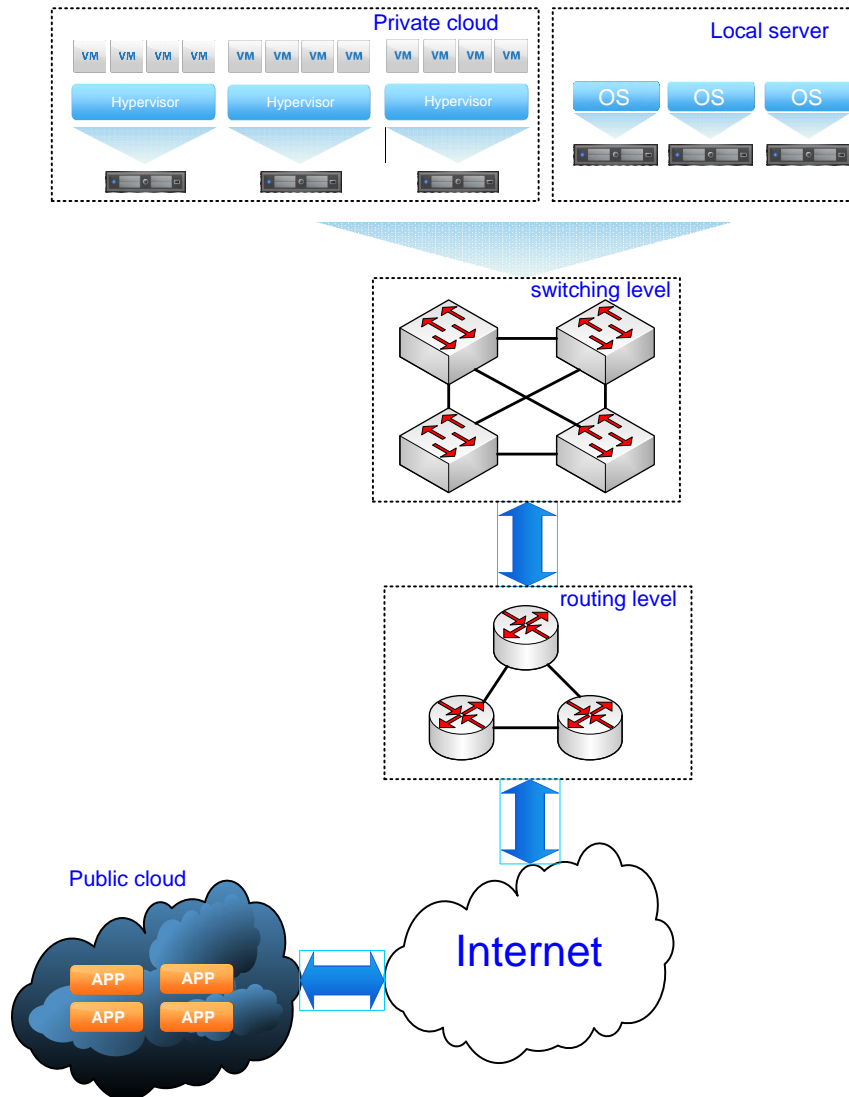 Private cloud
Local server
VM VM VM VM VM VM VM VM VM VM VM VM
Hypervisor Hypervisor Hypervisor
OS OS OS
switching level
routing level
Public cloud
Internet
APP APP
APP APP